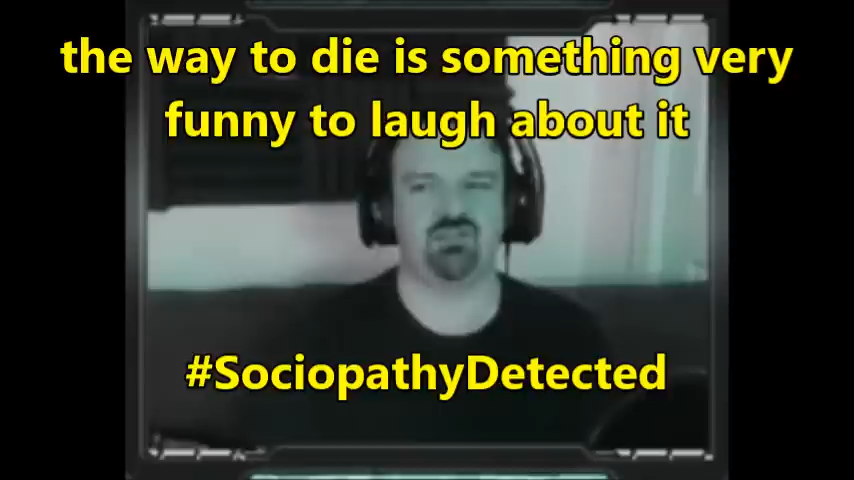 the way to die is something very
funny to laugh about it
#SociopathyDetected